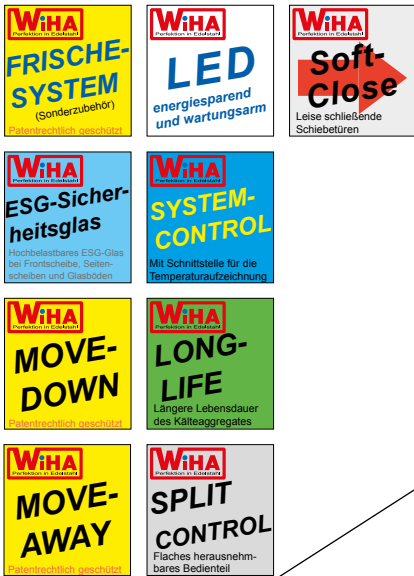 WiHA
Perfektion in Edelstahl
FRISCHE-
SYSTEM
(Sonderzubehör)
Patentrechtlich geschützt
WiHA
Perfektion in Edelstahl
LED
energiesparend
und wartungsarm
WiHA
Perfektion in Edelstahl
Soft-
Close
Leise schließende
Schiebetüren
WiHA
Perfektion in Edelstahl
ESG-Sicher-
heitsglas
Hochbelastbares ESG-Glas
bei Frontscheibe, Seiten-
scheiben und Glasböden
WiHA
Perfektion in Edelstahl
SYSTEM-
CONTROL
Mit Schnittstelle für die
Temperaturaufzeichnung
WiHA
Perfektion in Edelstahl
MOVE-
DOWN
Patentrechtlich geschützt
WiHA
Perfektion in Edelstahl
LONG-
LIFE
Längere Lebensdauer
des Kälteaggregates
WiHA
Perfektion in Edelstahl
MOVE-
AWAY
Patentrechtlich geschützt
WiHA
Perfektion in Edelstahl
SPLIT
CONTROL
Flaches herausnehm-
bares Bedienteil